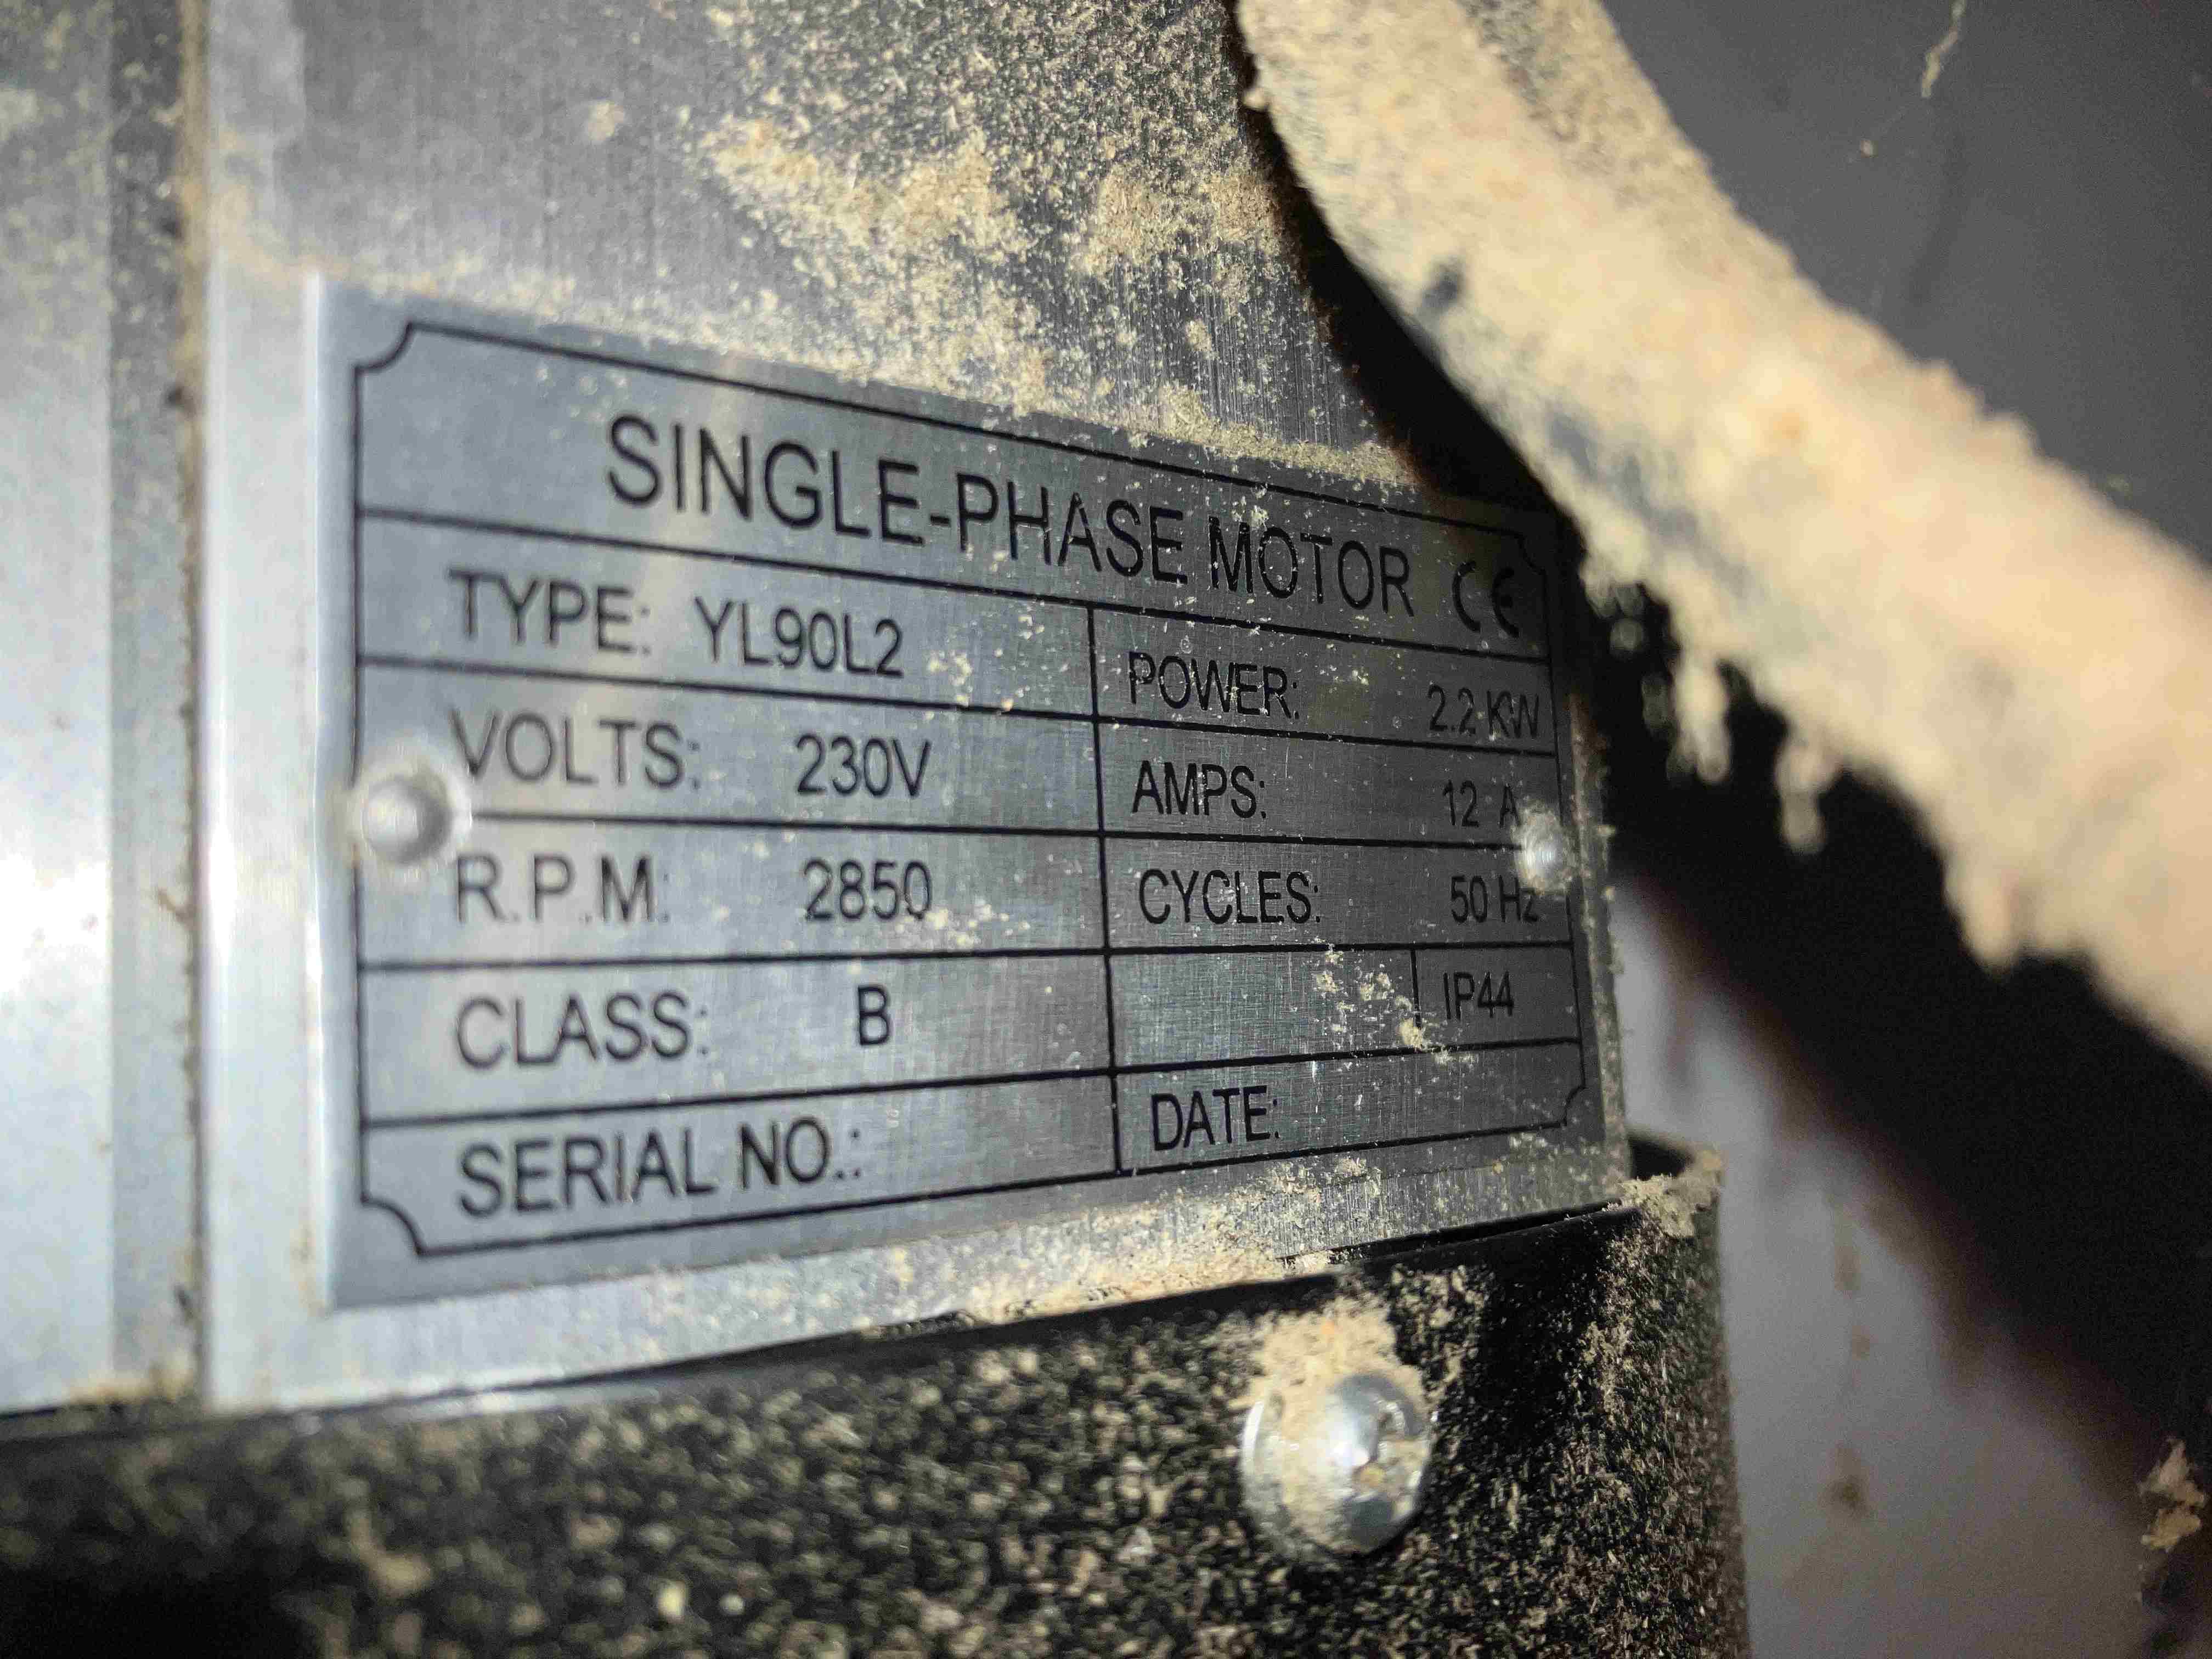 SINGLE-PHASE MOTOR CE
TYPE: YL90L2 POWER: 2.2 KW
VOLTS: 230V AMPS: 12 A
R.P.M: 2850 CYCLES: 50 Hz
CLASS: B IP44
SERIAL NO.: DATE: